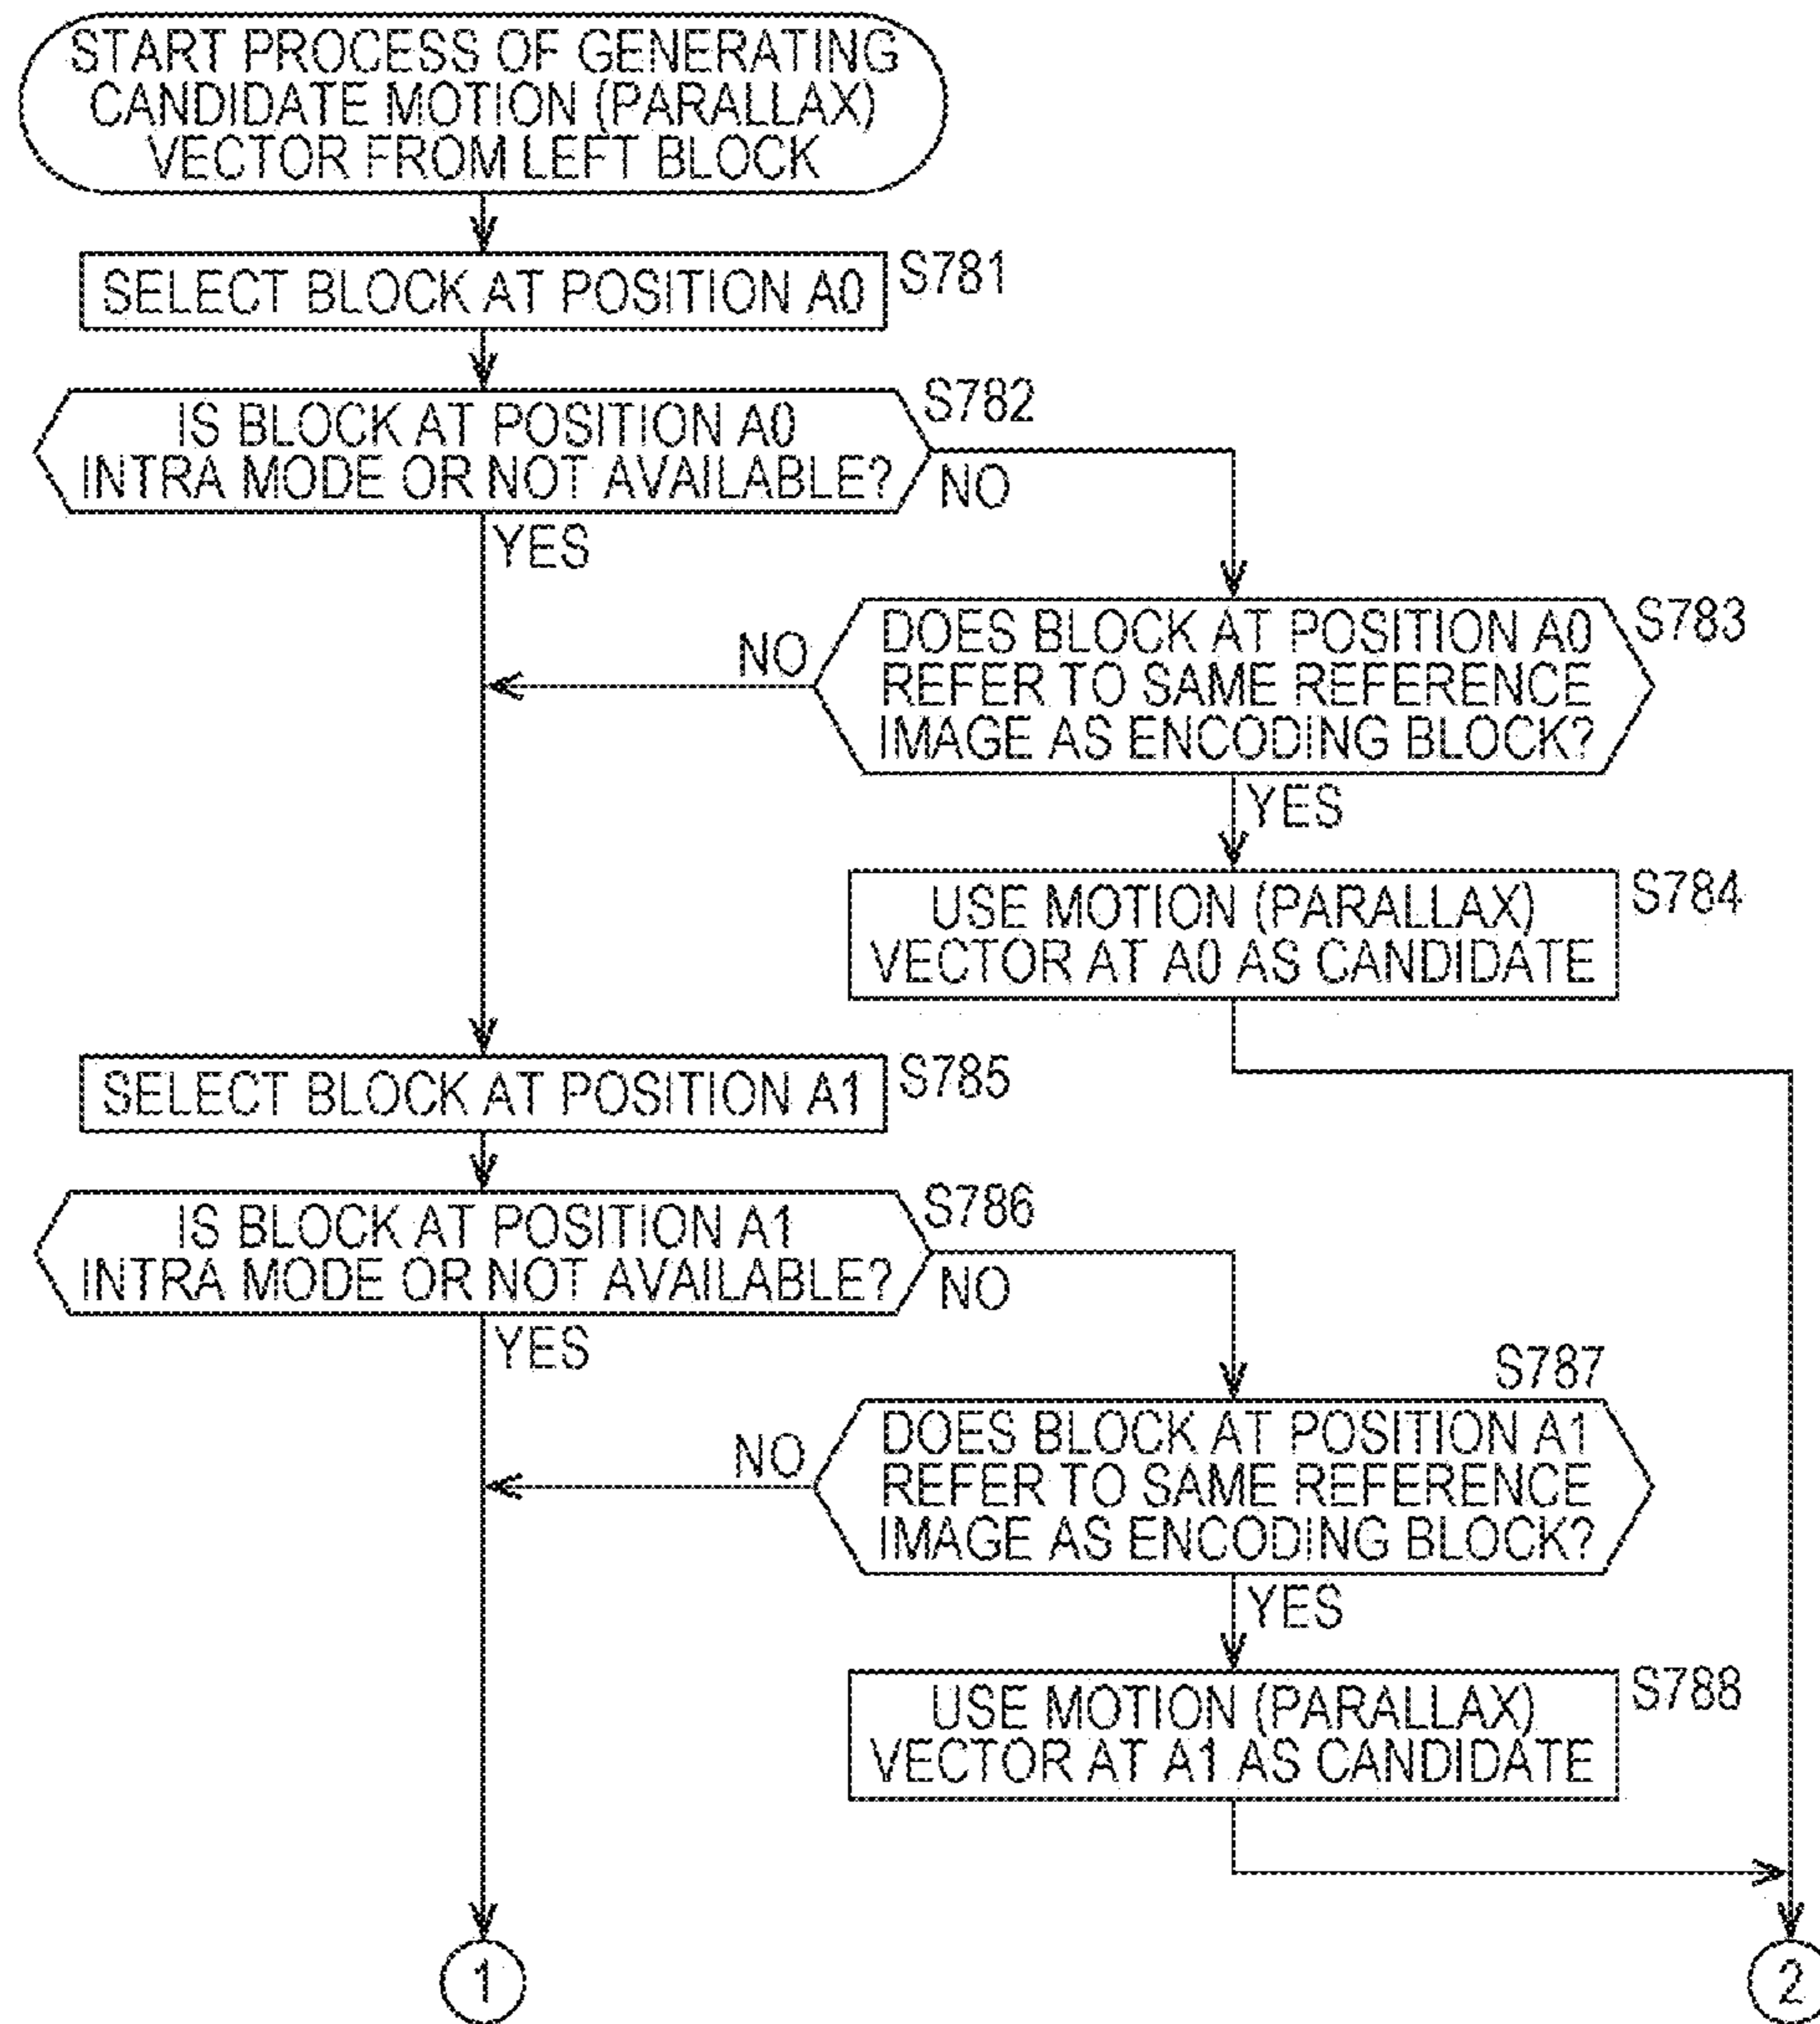 START PROCESS OF GENERATING
CANDIDATE MOTION (PARALLAX)
VECTOR FROM LEFT BLOCK
SELECT BLOCK AT POSITION A0
S781
IS BLOCK AT POSITION A0
INTRA MODE OR NOT AVAILABLE?
S782
NO
YES
DOES BLOCK AT POSITION A0
REFER TO SAME REFERENCE
IMAGE AS ENCODING BLOCK?
S783
NO
YES
USE MOTION (PARALLAX)
VECTOR AT A0 AS CANDIDATE
S784
SELECT BLOCK AT POSITION A1
S785
IS BLOCK AT POSITION A1
INTRA MODE OR NOT AVAILABLE?
S786
NO
YES
S787
DOES BLOCK AT POSITION A1
REFER TO SAME REFERENCE
IMAGE AS ENCODING BLOCK?
NO
YES
USE MOTION (PARALLAX)
VECTOR AT A1 AS CANDIDATE
S788
1
2